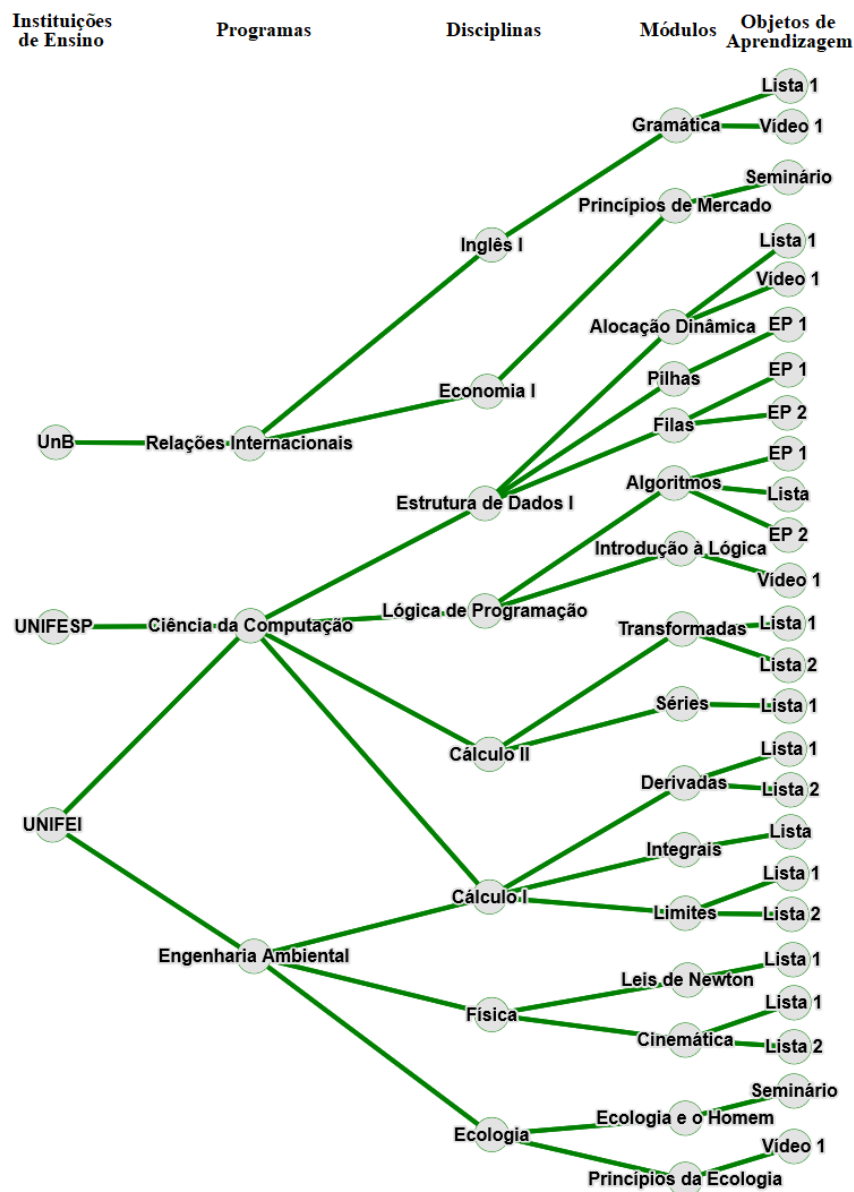 Instituições
de Ensino
Programas
Disciplinas
Módulos
Objetos de
Aprendizagem
Lista 1
Gramática
Vídeo 1
Seminário
Princípios de Mercado
Inglês I
Lista 1
Vídeo 1
Alocação Dinâmica
EP 1
Pilhas
EP 1
Economia I
EP 2
Filas
UnB
Relações Internacionais
EP 1
Algoritmos
Lista
Estrutura de Dados I
EP 2
Introdução à Lógica
Vídeo 1
Lógica de Programação
UNIFESP
Ciência da Computação
Lista 1
Transformadas
Lista 2
Séries
Lista 1
Cálculo II
Lista 1
Derivadas
Lista 2
UNIFEI
Lista
Integrais
Lista 1
Cálculo I
Limites
Lista 2
Engenharia Ambiental
Lista 1
Leis de Newton
Lista 1
Física
Cinemática
Lista 2
Seminário
Ecologia e o Homem
Ecologia
Vídeo 1
Princípios da Ecologia